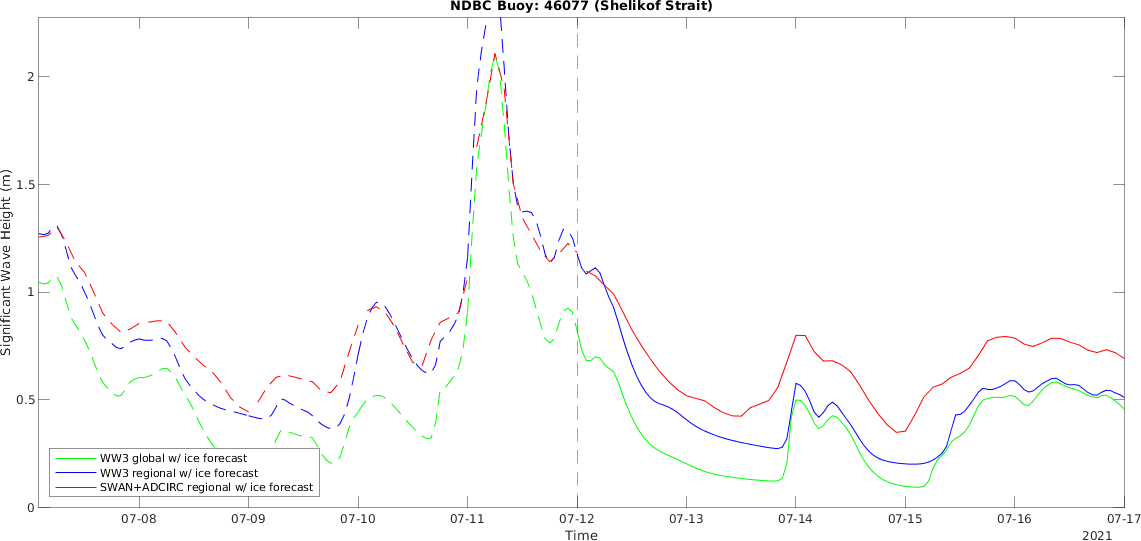 NDBC Buoy: 46077 (Shelikof Strait)
Significant Wave Height (m)
2
1.5
1
0.5
0
WW3 global w/ ice forecast
WW3 regional w/ ice forecast
SWAN+ADCIRC regional w/ ice forecast
07-08 07-09 07-10 07-11 07-12 07-13 07-14 07-15 07-16 07-17
Time
2021